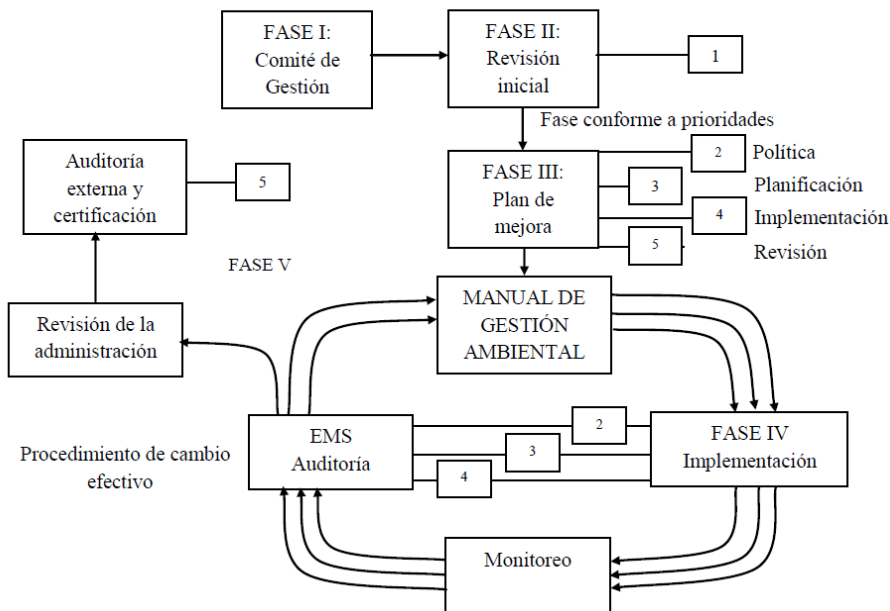 FASE I:
Comité de
Gestión
FASE II:
Revisión
inicial
1
Fase conforme a prioridades
Auditoría
externa y
certificación
5
FASE III:
Plan de
mejora
2
Política
3
Planificación
4
Implementación
5
Revisión
FASE V
MANUAL DE
GESTIÓN
AMBIENTAL
Revisión de la
administración
Procedimiento de cambio
efectivo
EMS
Auditoría
2
3
4
FASE IV
Implementación
Monitoreo